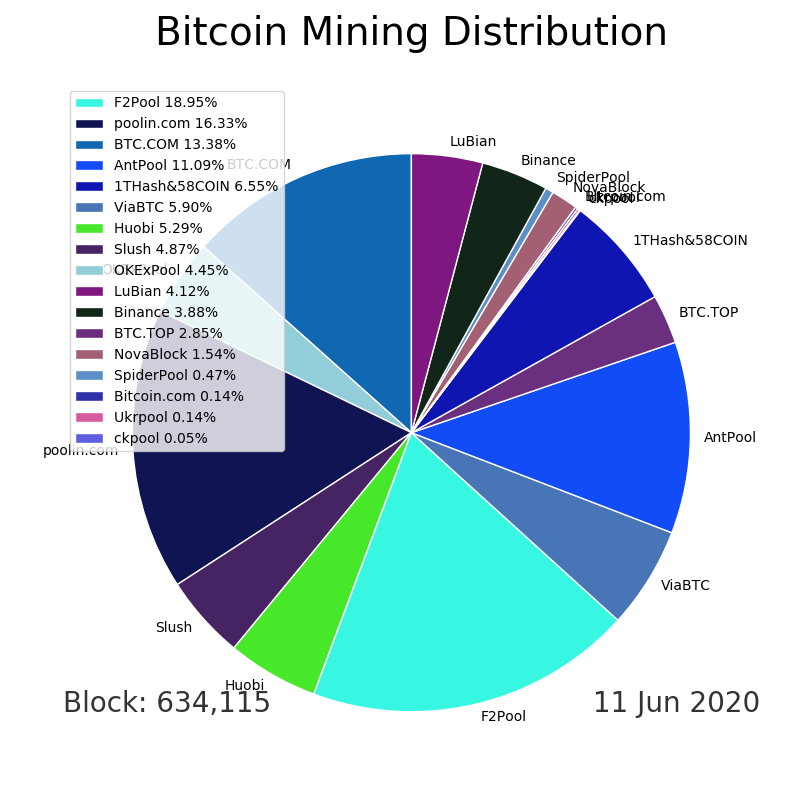 Bitcoin Mining Distribution
F2Pool 18.95%
poolin.com 16.33%
BTC.COM 13.38%
AntPool 11.09%
1THash&58COIN 6.55%
ViaBTC 5.90%
Huobi 5.29%
Slush 4.87%
OKExPool 4.45%
LuBian 4.12%
Binance 3.88%
BTC.TOP 2.85%
NovaBlock 1.54%
SpiderPool 0.47%
Bitcoin.com 0.14%
Ukrpool 0.14%
ckpool 0.05%
LuBian
Binance
SpiderPool
NovaBlock
Bitcoin.com
ckpool
1THash&58COIN
BTC.TOP
AntPool
ViaBTC
F2Pool
Huobi
Slush
poolin.com
BTC.COM
Block: 634,115
11 Jun 2020